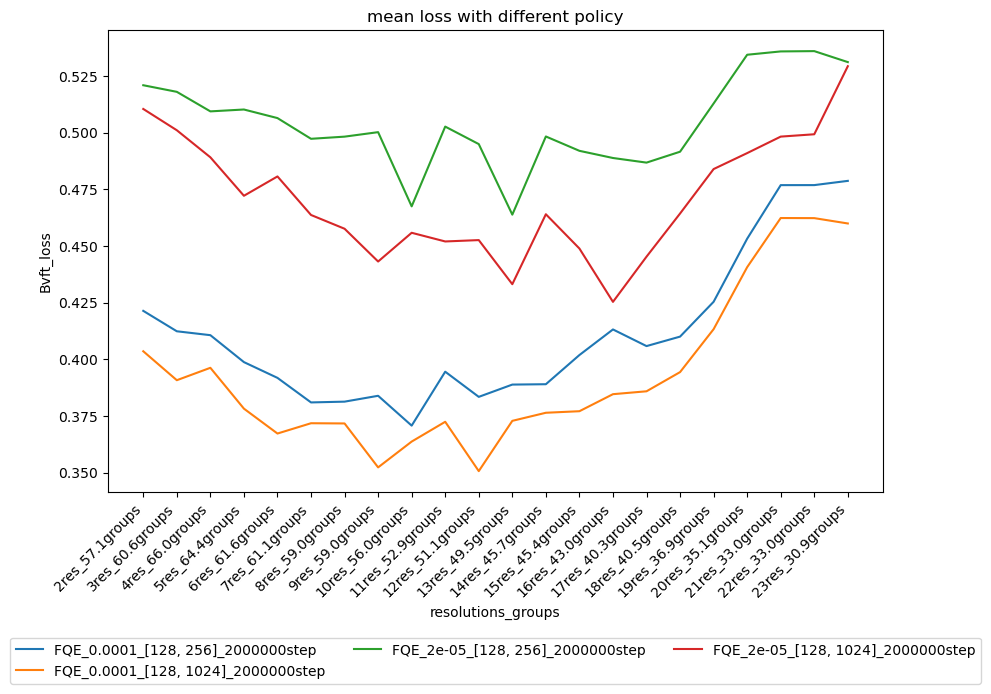 mean loss with different policy
Bvft_loss
0.525
0.500
0.475
0.450
0.425
0.400
0.375
0.350
2res_57.1groups
3res_60.6groups
4res_66.0groups
5res_64.4groups
6res_61.6groups
7res_61.1groups
8res_59.0groups
9res_59.0groups
10res_56.0groups
11res_52.9groups
12res_51.1groups
13res_49.5groups
14res_45.7groups
15res_45.4groups
16res_43.0groups
17res_40.3groups
18res_40.5groups
19res_36.9groups
20res_35.1groups
21res_33.0groups
22res_33.0groups
23res_30.9groups
resolutions_groups
FQE_0.0001_[128, 256]_2000000step
FQE_0.0001_[128, 1024]_2000000step
FQE_2e-05_[128, 256]_2000000step
FQE_2e-05_[128, 1024]_2000000step